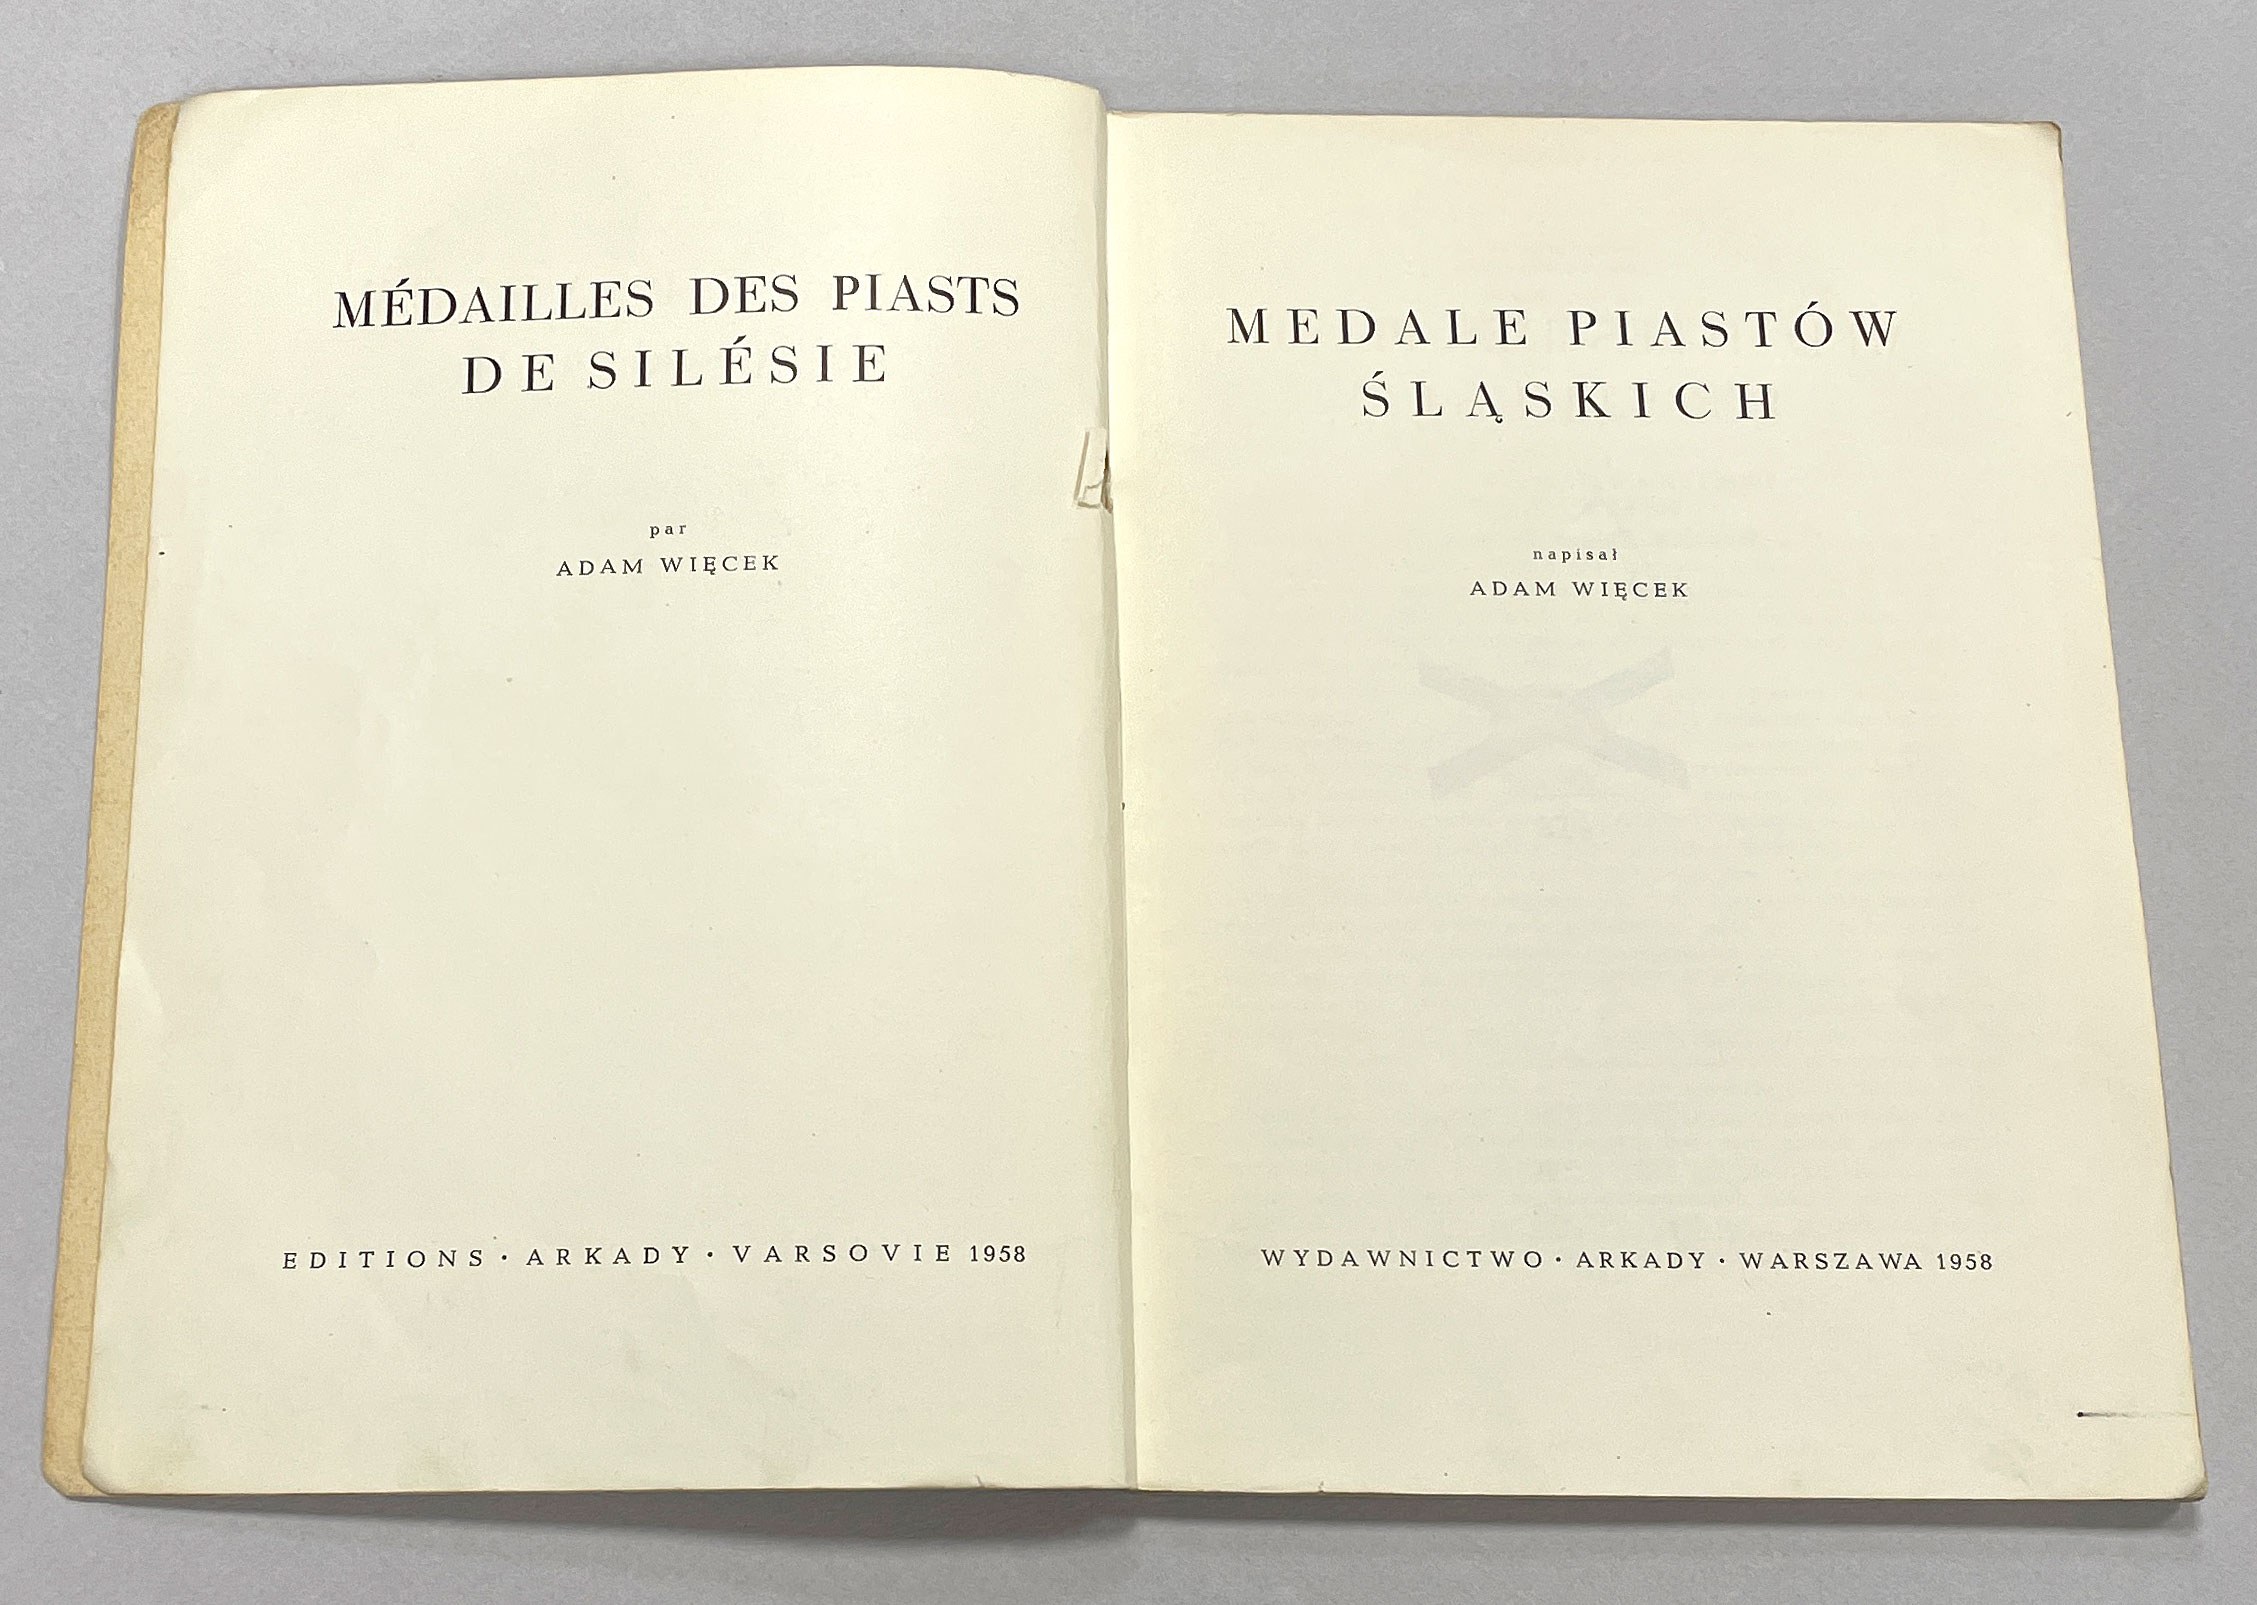 MÉDAILLES DES PIASTS
DE SILÉSIE
par
ADAM WIĘCEK
EDITIONS · ARKADY · VARSOVIE 1958
MEDALE PIASTÓW
ŚLĄSKICH
napisał
ADAM WIĘCEK
WYDAWNICTWO · ARKADY · WARSZAWA 1958